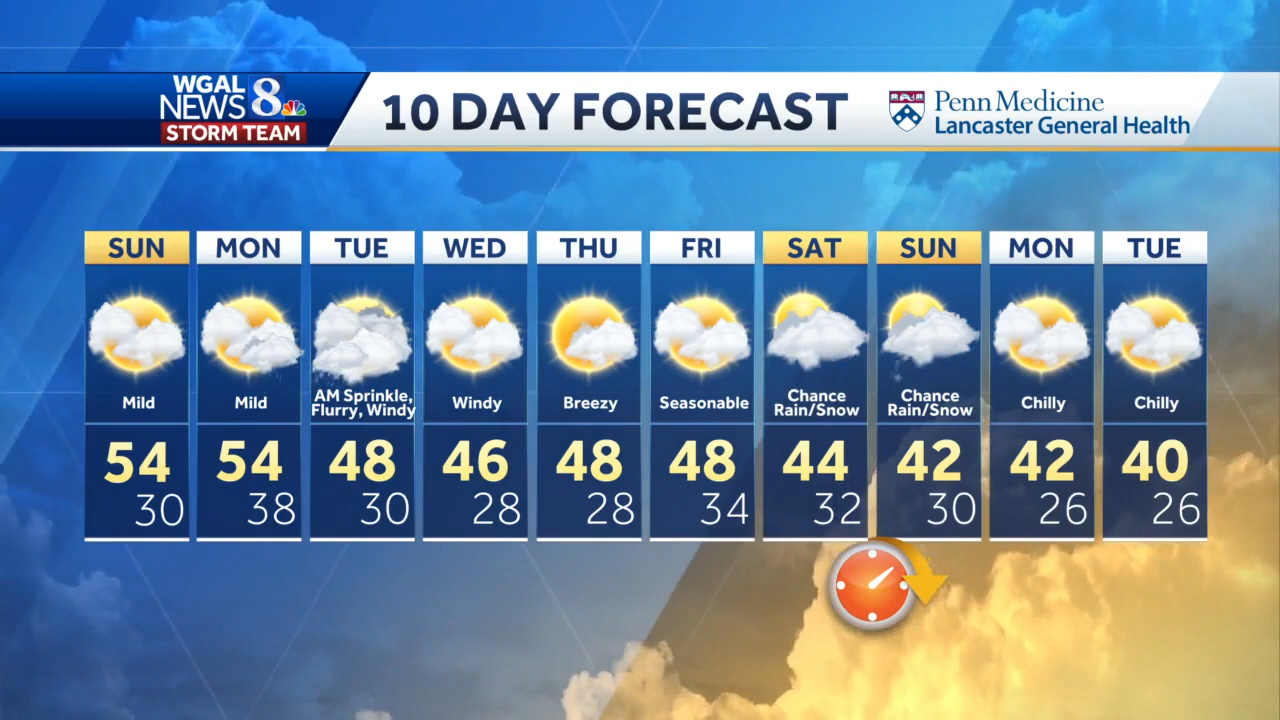 WGAL
NEWS 8
STORM TEAM
10 DAY FORECAST
Penn Medicine
Lancaster General Health
SUN MON TUE WED THU FRI SAT SUN MON TUE
Mild Mild AM Sprinkle, Flurry, Windy Windy Breezy Seasonable Chance Rain/Snow Chance Rain/Snow Chilly Chilly
54 54 48 46 48 48 44 42 42 40
30 38 30 28 28 34 32 30 26 26